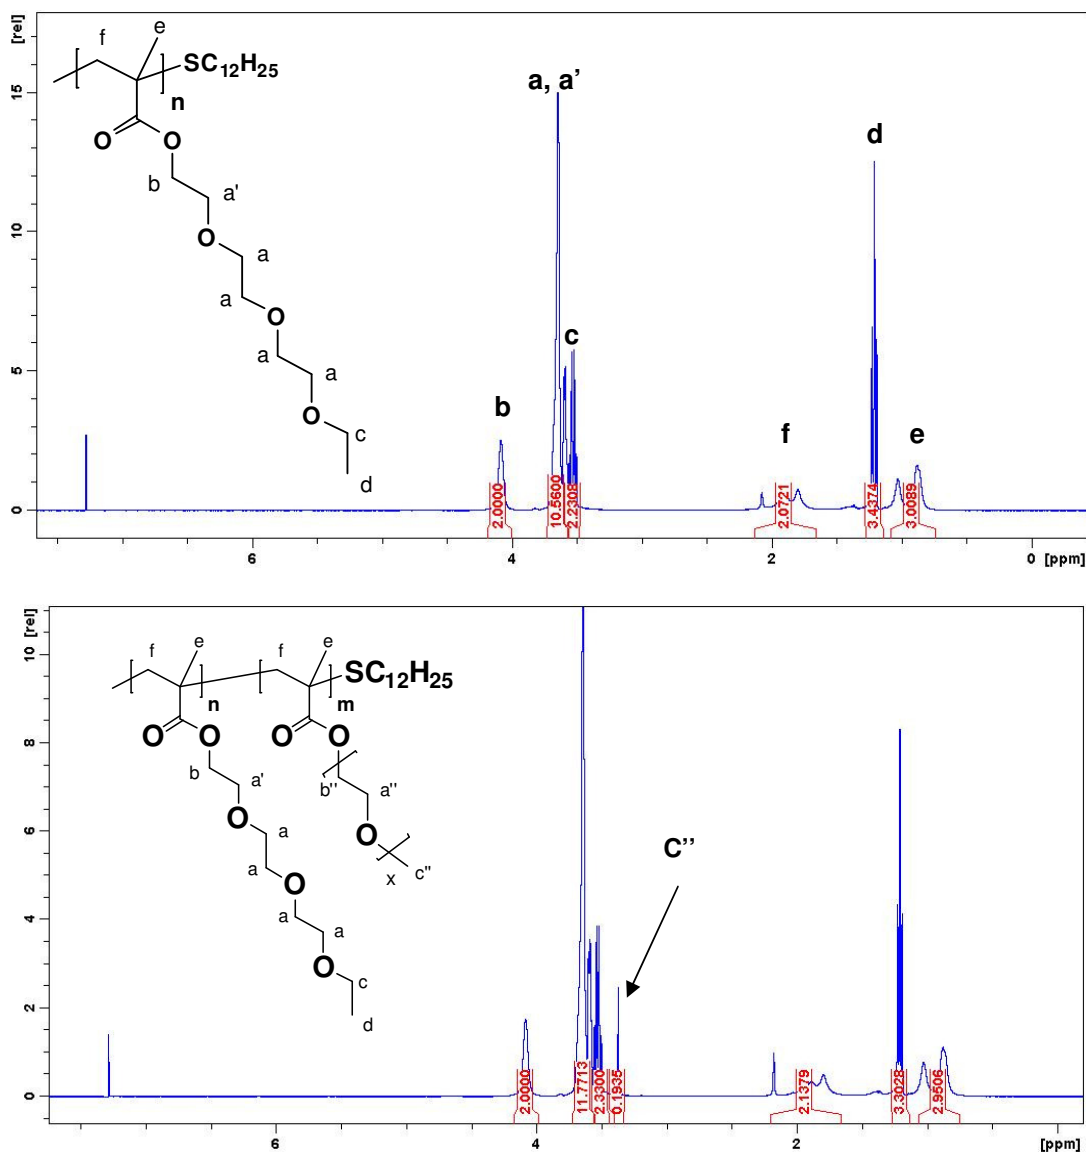 [rel]
f
e
SC12H25
n
O
O
b
a'
O
a
a
O
a
a
O
c
d
a, a’
c
b
f
d
e
15
10
5
0
2.0000
10.5600
2.2308
2.0721
3.4374
3.0089
6
4
2
0
[ppm]
[rel]
f
e
f
e
SC12H25
n
m
O
O
O
O
b
a'
b''
a''
O
O
a
x
c''
a
O
a
a
O
c
d
C’’
10
8
6
4
2
0
2.0000
11.7713
2.3300
0.1935
2.1379
3.3028
2.9506
6
4
2
[ppm]